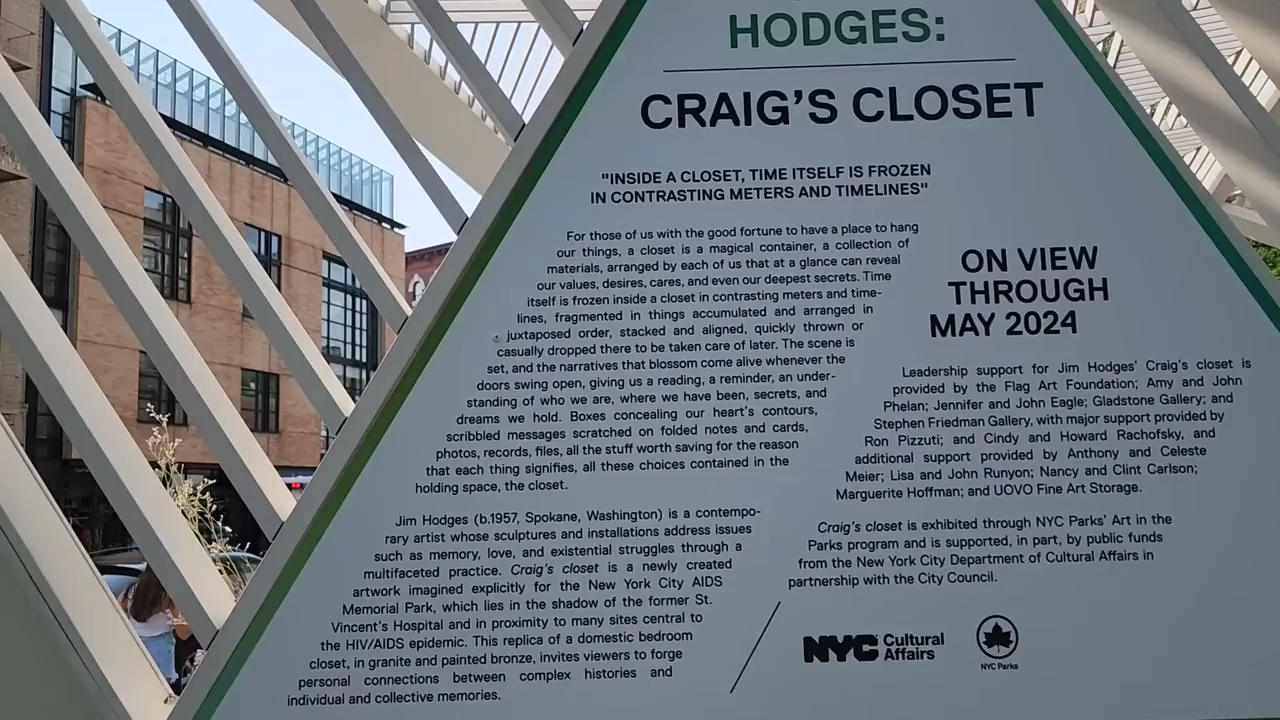 HODGES:
CRAIG'S CLOSET
"INSIDE A CLOSET, TIME ITSELF IS FROZEN
IN CONTRASTING METERS AND TIMELINES"
For those of us with the good fortune to have a place to hang
our things, a closet is a magical container, a collection of
materials, arranged by each of us that at a glance can reveal
our values, desires, cares, and even our deepest secrets. Time
itself is frozen inside a closet in contrasting meters and time-
lines, fragmented in things accumulated and arranged in
juxtaposed order, stacked and aligned, quickly thrown or
casually dropped there to be taken care of later. The scene is
set, and the narratives that blossom come alive whenever the
doors swing open, giving us a reading, a reminder, an under-
standing of who we are, where we have been, secrets, and
dreams we hold. Boxes concealing our heart's contours,
scribbled messages scratched on folded notes and cards,
photos, records, files, all the stuff worth saving for the reason
that each thing signifies, all these choices contained in the
holding space, the closet.
Jim Hodges (b.1957, Spokane, Washington) is a contempo-
rary artist whose sculptures and installations address issues
such as memory, love, and existential struggles through a
multifaceted practice. Craig's closet is a newly created
artwork imagined explicitly for the New York City AIDS
Memorial Park, which lies in the shadow of the former St.
Vincent's Hospital and in proximity to many sites central to
the HIV/AIDS epidemic. This replica of a domestic bedroom
closet, in granite and painted bronze, invites viewers to forge
personal connections between complex histories and
individual and collective memories.
ON VIEW
THROUGH
MAY 2024
Leadership support for Jim Hodges' Craig's closet is
provided by the Flag Art Foundation; Amy and John
Phelan; Jennifer and John Eagle; Gladstone Gallery; and
Stephen Friedman Gallery, with major support provided by
Ron Pizzuti; and Cindy and Howard Rachofsky, and
additional support provided by Anthony and Celeste
Meier; Lisa and John Runyon; Nancy and Clint Carlson;
Marguerite Hoffman; and UOVO Fine Art Storage.
Craig's closet is exhibited through NYC Parks' Art in the
Parks program and is supported, in part, by public funds
from the New York City Department of Cultural Affairs in
partnership with the City Council.
NYC Cultural
Affairs
NYC Parks